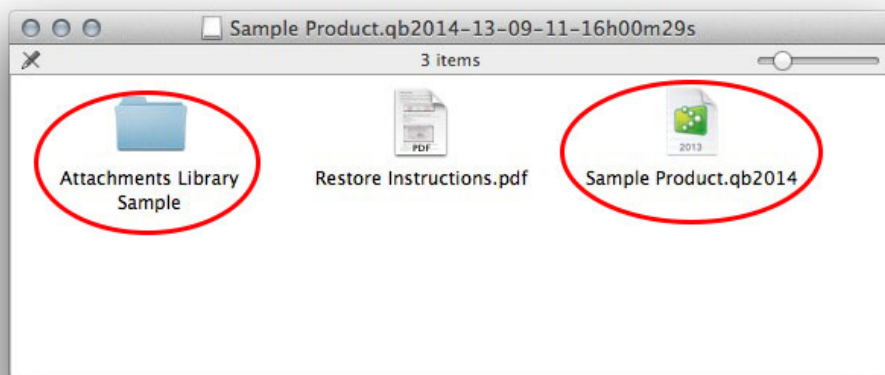 Sample Product.qb2014-13-09-11-16h00m29s
3 items
PDF
2013
Attachments Library
Sample
Restore Instructions.pdf
Sample Product.qb2014